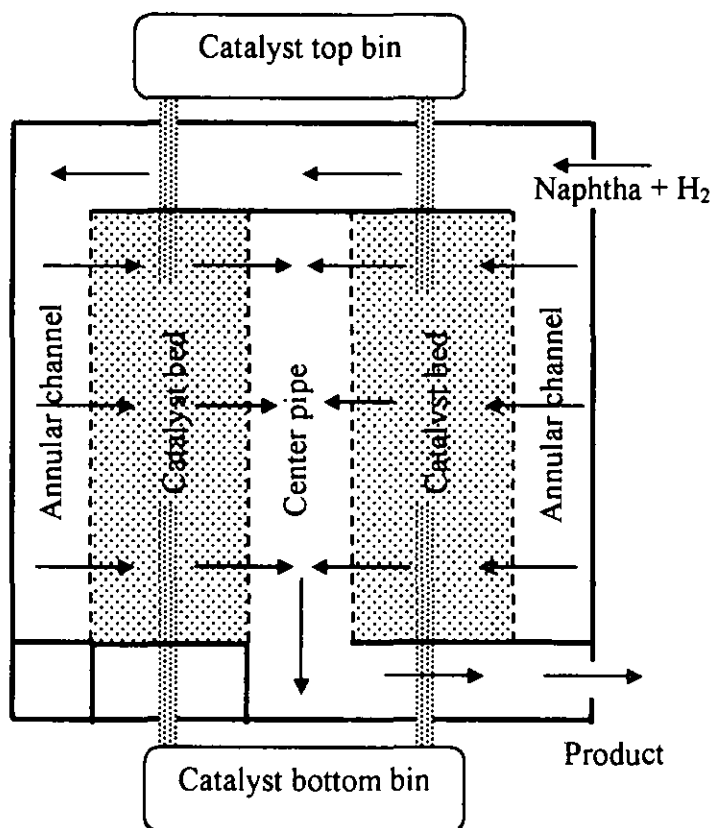 Catalyst top bin
Naphtha + H₂
Annular channel
Catalyst bed
Center pipe
Catalyst bed
Annular channel
Product
Catalyst bottom bin